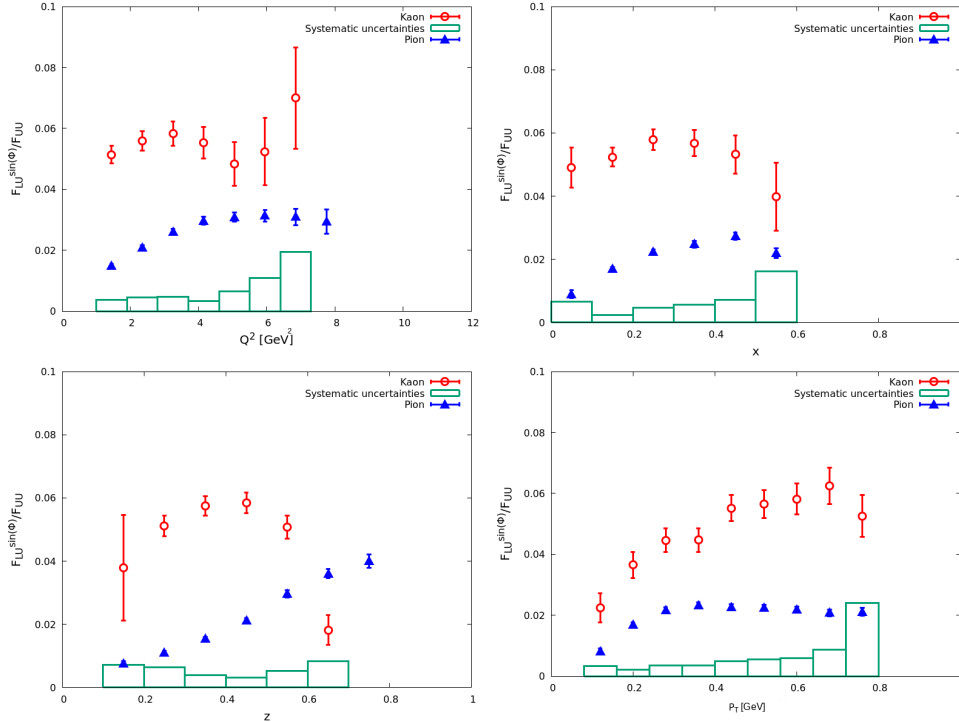 0.1
0.08
0.06
0.04
0.02
0
F_LU^sin(Φ)/F_UU
Kaon
Systematic uncertainties
Pion
0 2 4 6 8 10 12
Q² [GeV²]
0.1
0.08
0.06
0.04
0.02
0
F_LU^sin(Φ)/F_UU
Kaon
Systematic uncertainties
Pion
0 0.2 0.4 0.6 0.8 1
x
0.1
0.08
0.06
0.04
0.02
0
F_LU^sin(Φ)/F_UU
Kaon
Systematic uncertainties
Pion
0 0.2 0.4 0.6 0.8 1
z
0.1
0.08
0.06
0.04
0.02
0
F_LU^sin(Φ)/F_UU
Kaon
Systematic uncertainties
Pion
0 0.2 0.4 0.6 0.8 1
P_T [GeV]